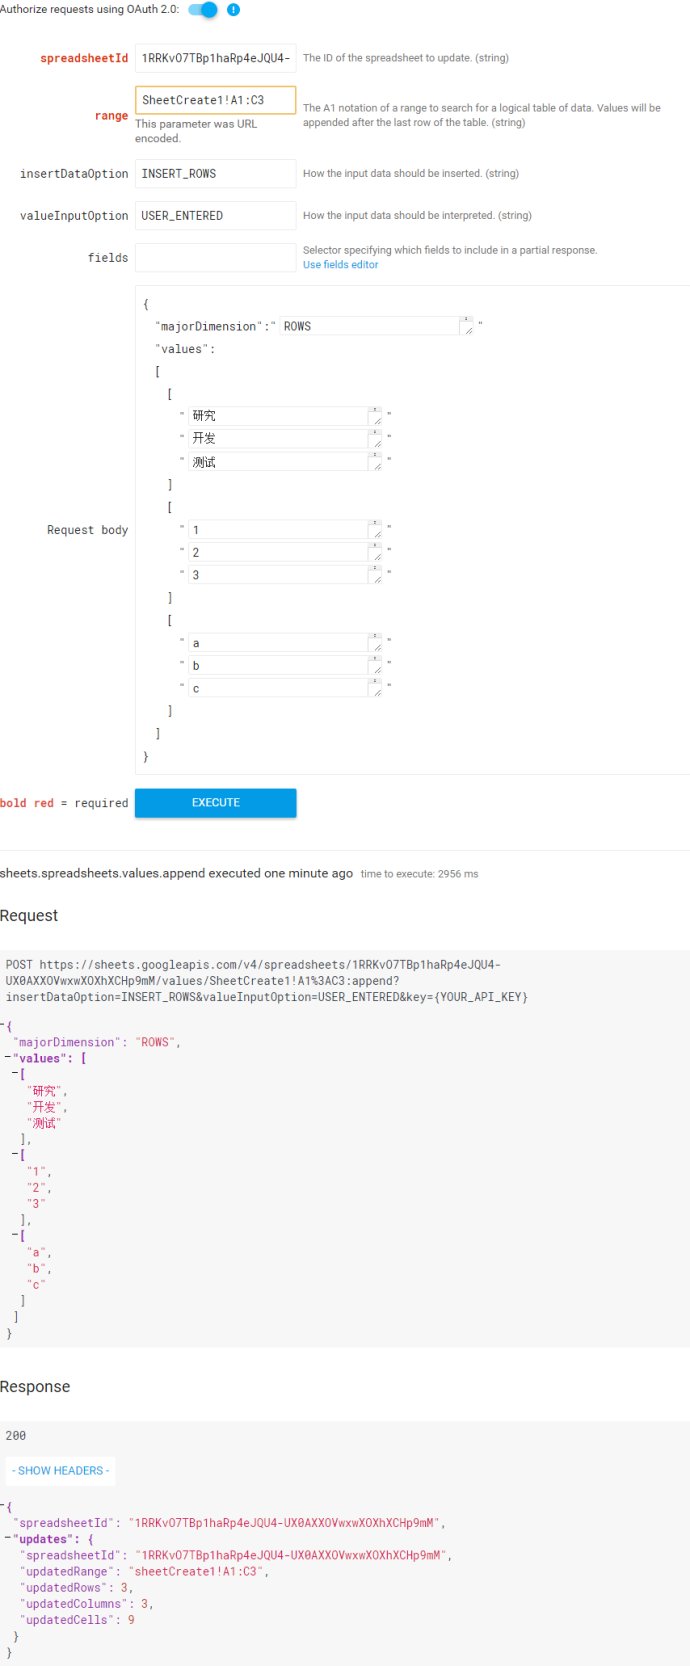 Authorize requests using OAuth 2.0: !
spreadsheetId 1RRKvO7TBp1haRp4eJQU4- The ID of the spreadsheet to update. (string)
range SheetCreate1!A1:C3
This parameter was URL encoded.
The A1 notation of a range to search for a logical table of data. Values will be
appended after the last row of the table. (string)
insertDataOption INSERT_ROWS How the input data should be inserted. (string)
valueInputOption USER_ENTERED How the input data should be interpreted. (string)
fields Selector specifying which fields to include in a partial response.
Use fields editor
Request body
{
"majorDimension":" ROWS "
"values":
[
[
" 研究 "
" 开发 "
" 测试 "
]
[
" 1 "
" 2 "
" 3 "
]
[
" a "
" b "
" c "
]
]
}
bold red = required EXECUTE
sheets.spreadsheets.values.append executed one minute ago time to execute: 2956 ms
Request
POST https://sheets.googleapis.com/v4/spreadsheets/1RRKvO7TBp1haRp4eJQU4-
UX0AXXOVwxwXOXhXCHp9mM/values/SheetCreate1!A1%3AC3:append?
insertDataOption=INSERT_ROWS&valueInputOption=USER_ENTERED&key={YOUR_API_KEY}
{
"majorDimension": "ROWS",
"values": [
[
"研究",
"开发",
"测试"
],
[
"1",
"2",
"3"
],
[
"a",
"b",
"c"
]
]
}
Response
200
- SHOW HEADERS -
{
"spreadsheetId": "1RRKvO7TBp1haRp4eJQU4-UX0AXXOVwxwXOXhXCHp9mM",
"updates": {
"spreadsheetId": "1RRKvO7TBp1haRp4eJQU4-UX0AXXOVwxwXOXhXCHp9mM",
"updatedRange": "sheetCreate1!A1:C3",
"updatedRows": 3,
"updatedColumns": 3,
"updatedCells": 9
}
}